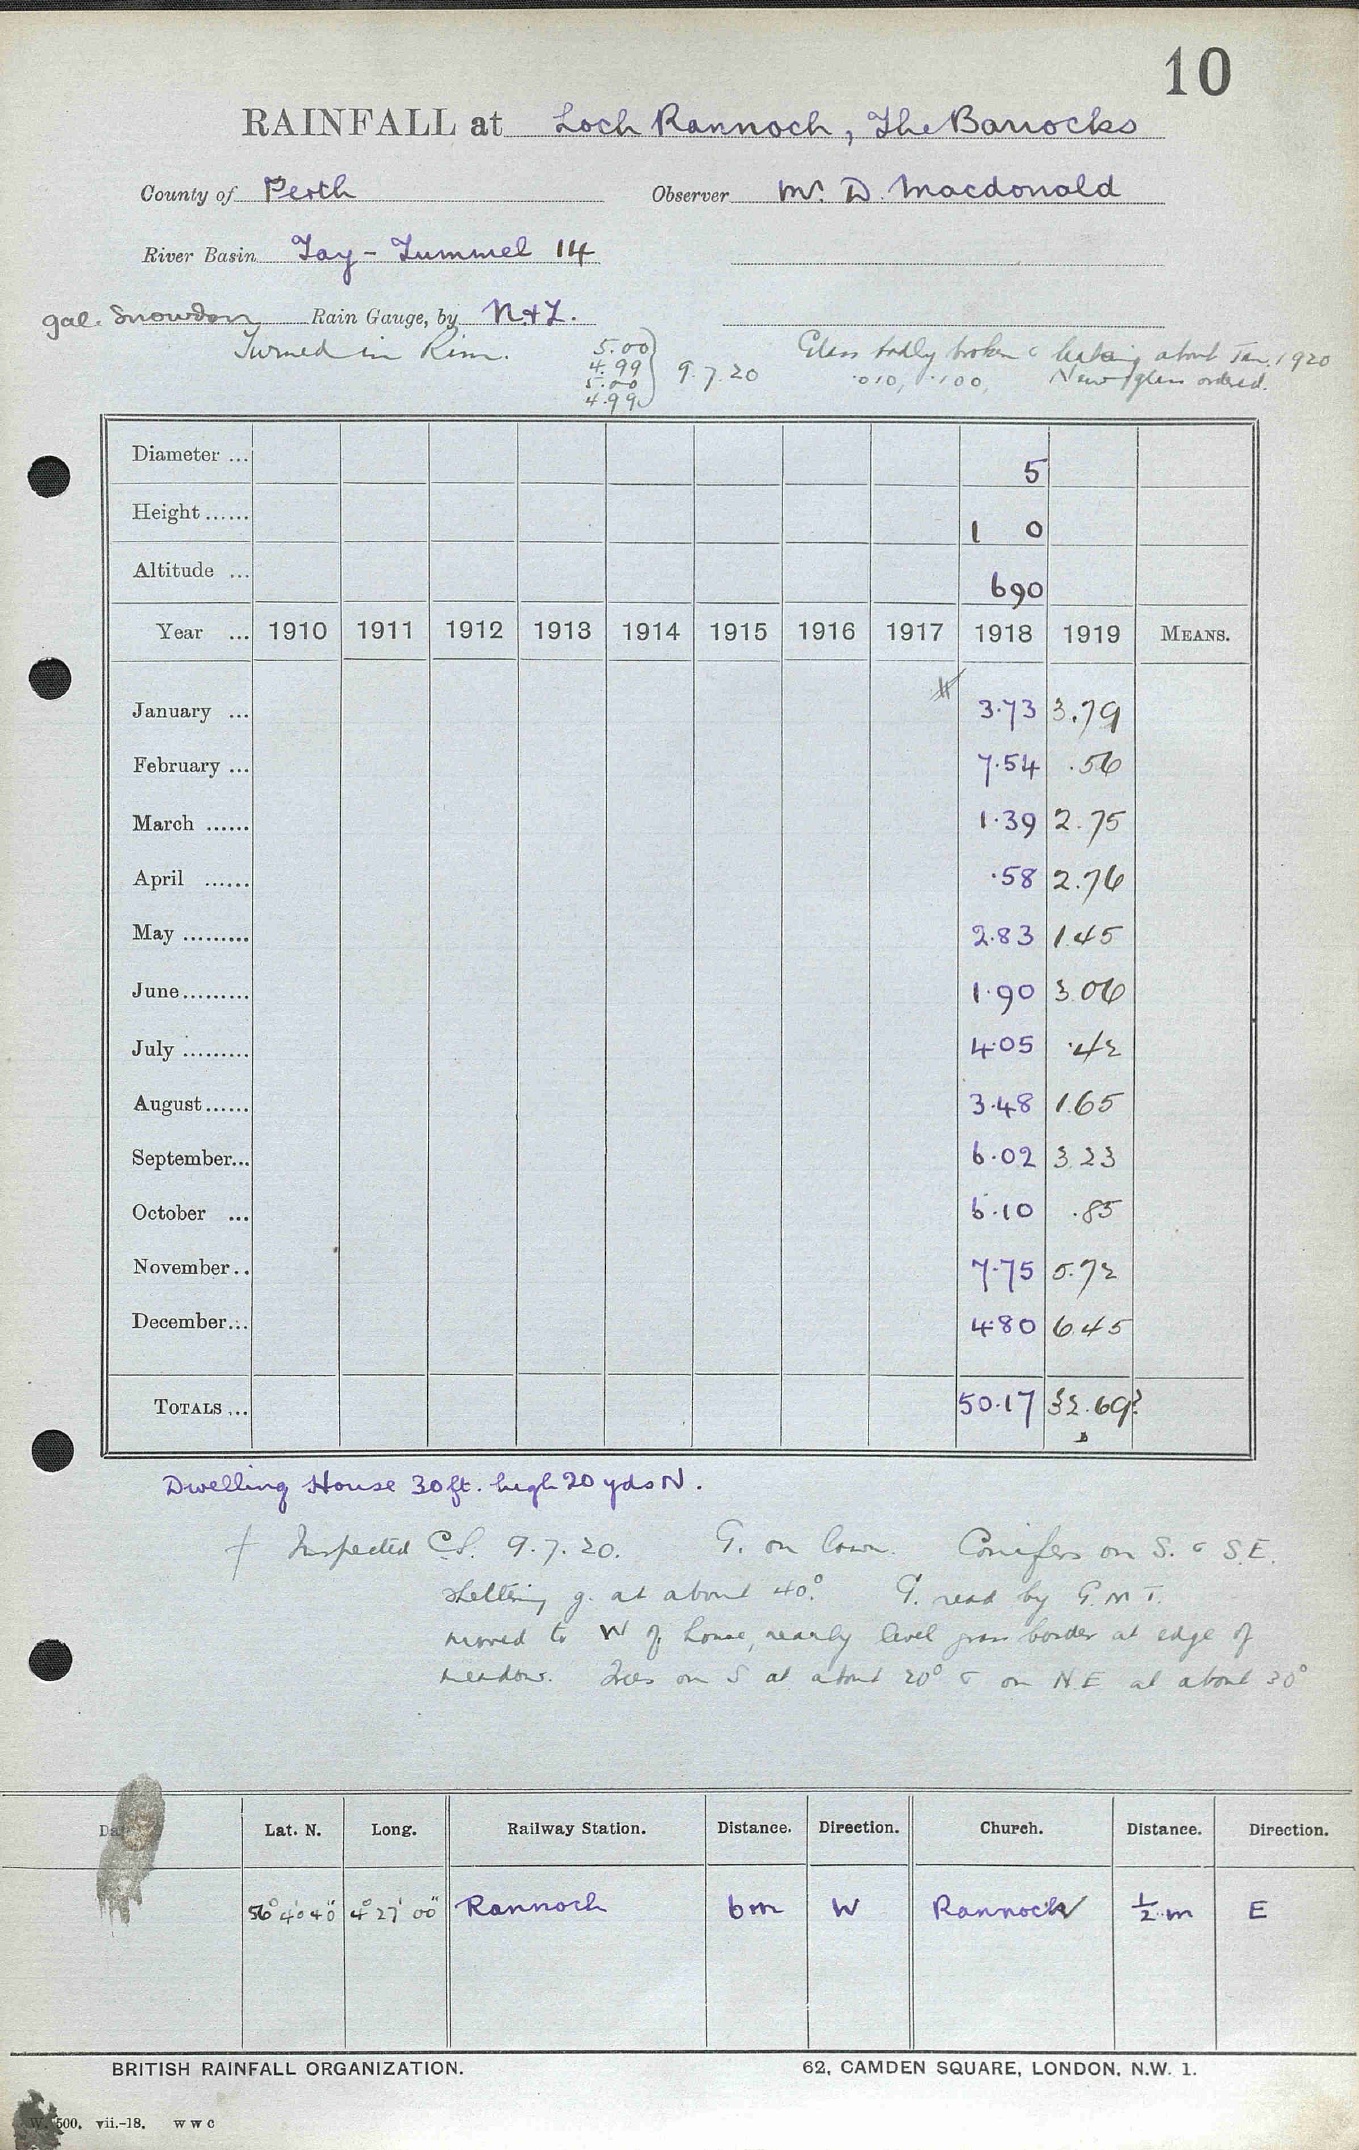 10
RAINFALL at Loch Rannoch, The Barrocks
County of Perth Observer Mr. D. Macdonald
River Basin Tay - Tummel 14
gal. Snowdon Rain Gauge, by N.&Z.
Turned in Rim. 5.00 Glass badly broken & leaking about Jan. 1920
4.99 9.7.20 .010, .100, New glass ordered.
5.00
4.99
Diameter ... 5
Height ...... 1 0
Altitude ... 690
Year ... 1910 1911 1912 1913 1914 1915 1916 1917 1918 1919 MEANS.
January ... 3.73 3.79
February ... 7.54 .56
March ...... 1.39 2.75
April ...... .58 2.76
May ......... 2.83 1.45
June......... 1.90 3.06
July ......... 4.05 .42
August...... 3.48 1.65
September... 6.02 3.23
October ... 6.10 .85
November.. 7.75 5.72
December... 4.80 6.45
TOTALS ... 50.17 32.69?
Dwelling House 30ft. high 20 yds N.
Inspected C.S. 9.7.20. G. on lawn. Conifers on S. & S.E.
sheltering g. at about 40°. G. read by G.M.T.
moved to W of house, nearly level grass border at edge of
meadow. Trees on S at about 20° & on N.E at about 30°
Lat. N. Long. Railway Station. Distance. Direction. Church. Distance. Direction.
56° 40' 40" 4° 27' 00" Rannoch 6m W Rannoch ½ m E
BRITISH RAINFALL ORGANIZATION. 62, CAMDEN SQUARE, LONDON, N.W. 1.
W. 500. vii.-18. W W C